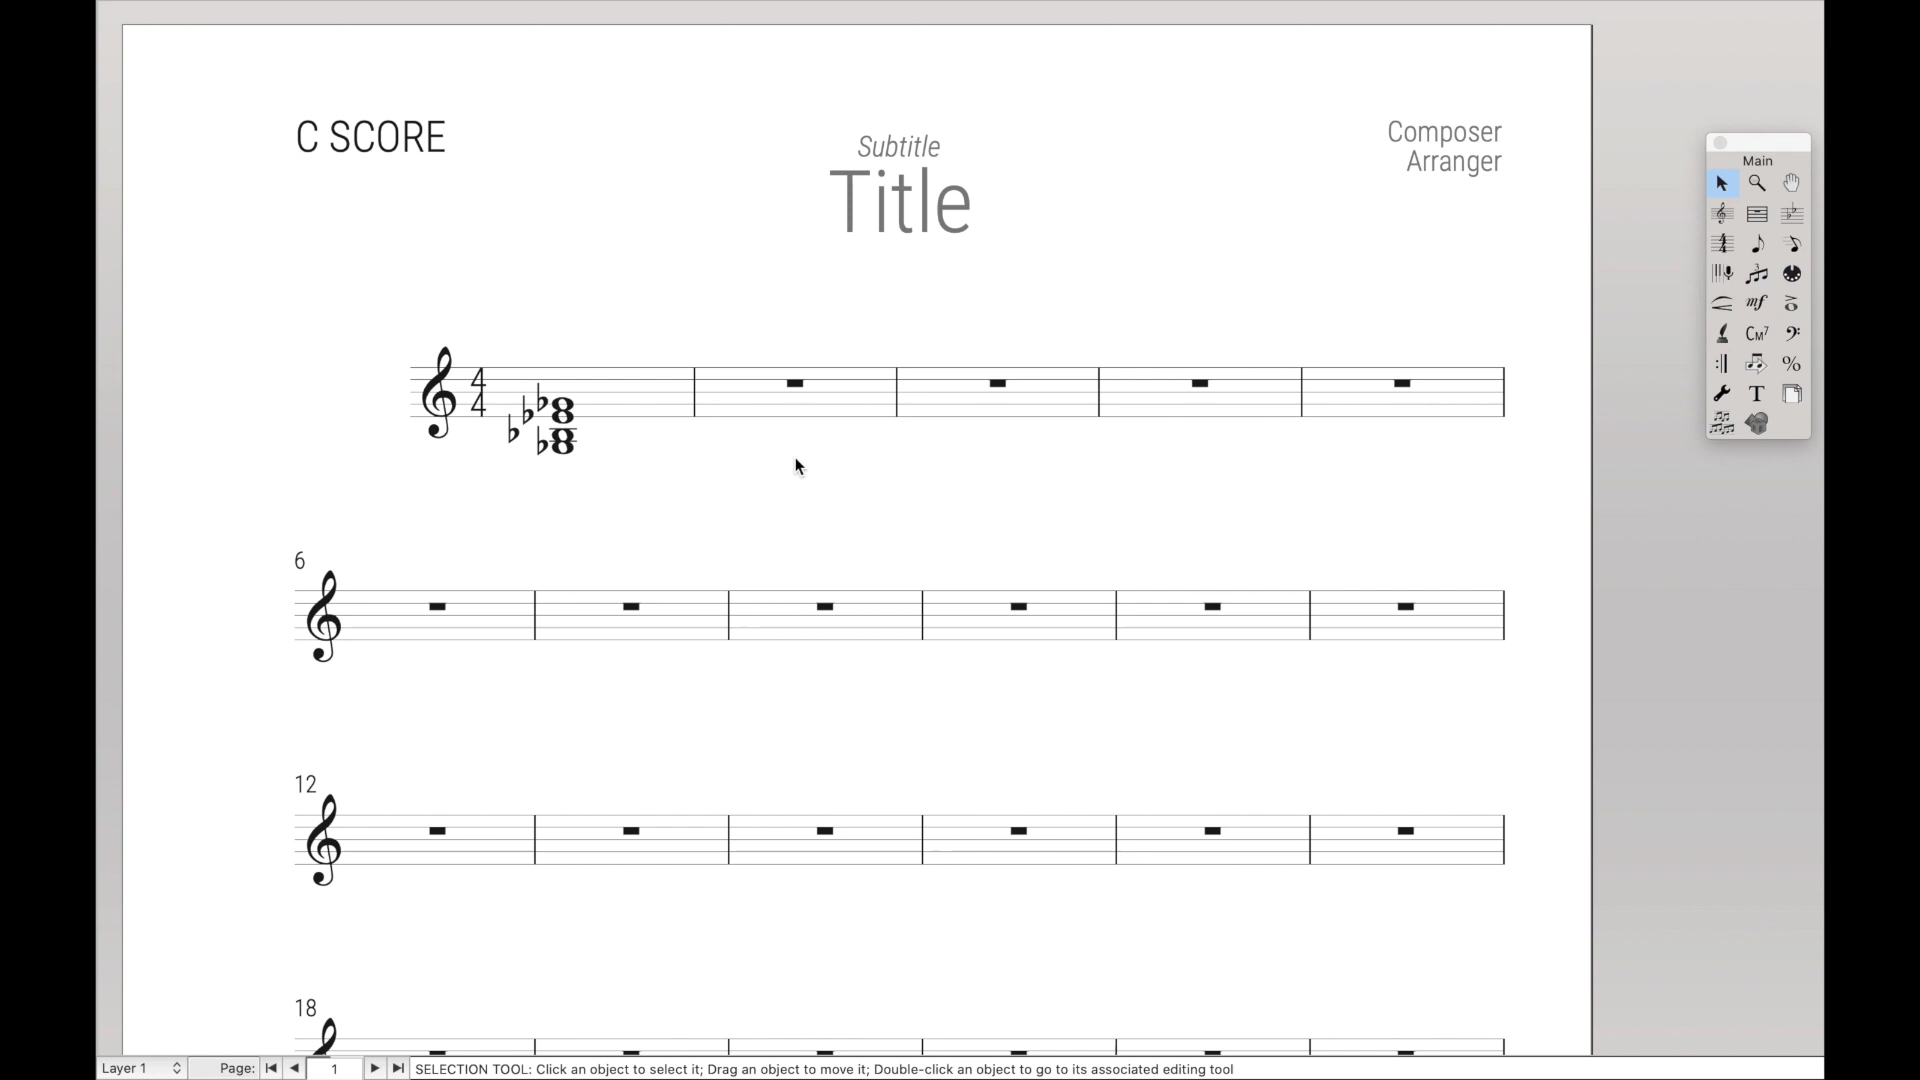 C SCORE
Subtitle
Title
Composer
Arranger
Main
mf
CM7
%
T
4
4
6
12
18
Layer 1
Page:
1
SELECTION TOOL: Click an object to select it; Drag an object to move it; Double-click an object to go to its associated editing tool